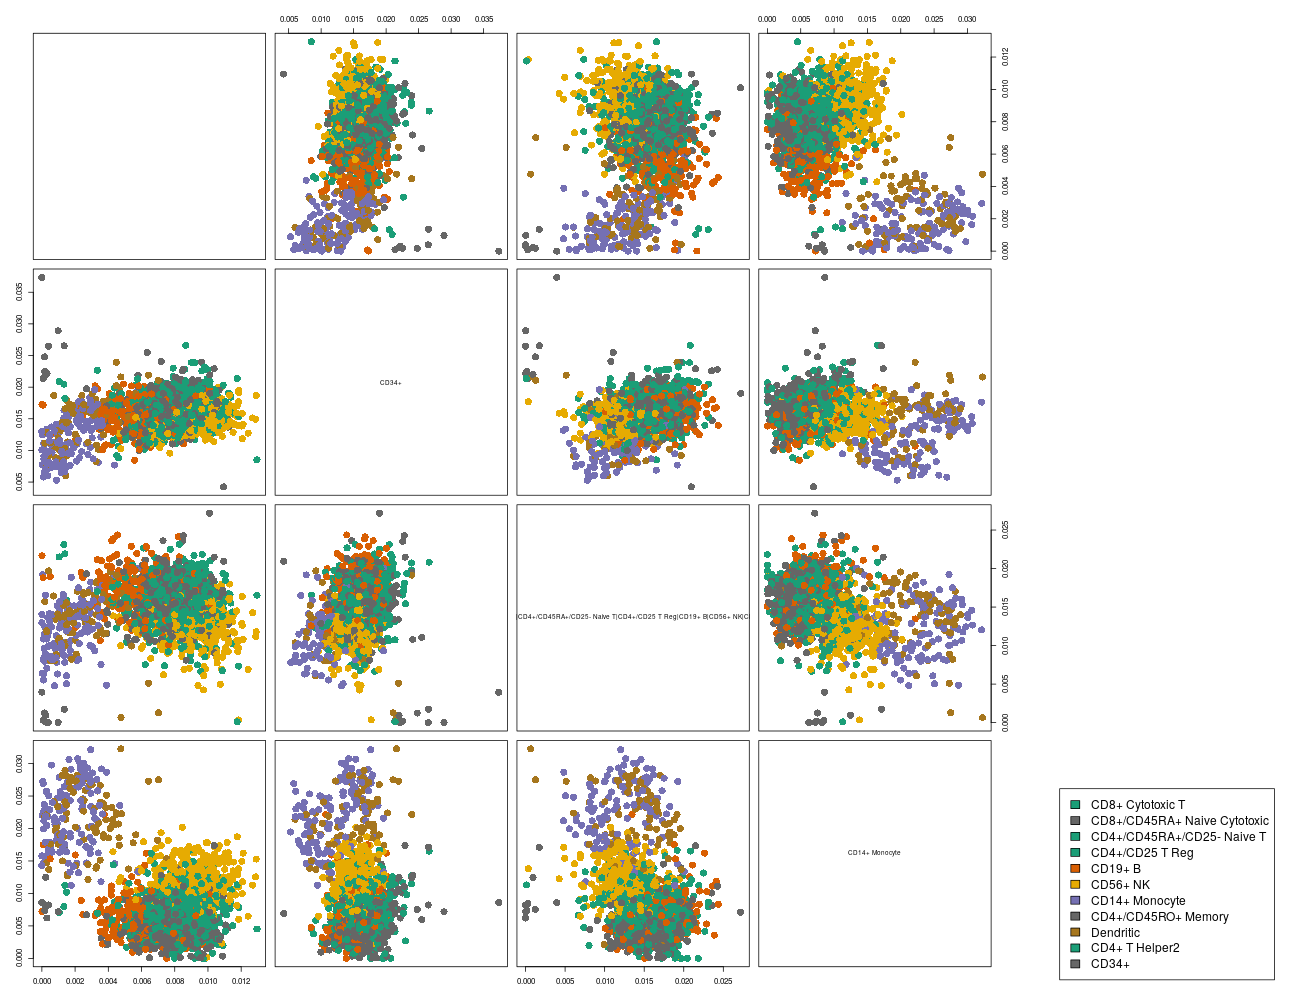 0.005 0.010 0.015 0.020 0.025 0.030 0.035
0.000 0.005 0.010 0.015 0.020 0.025 0.030
0.000 0.002 0.004 0.006 0.008 0.010 0.012
0.005 0.010 0.015 0.020 0.025 0.030 0.035
CD34+
|CD4+/CD45RA+/CD25- Naive T|CD4+/CD25 T Reg|CD19+ B|CD56+ NK|C
0.000 0.005 0.010 0.015 0.020 0.025
0.000 0.005 0.010 0.015 0.020 0.025 0.030
CD14+ Monocyte
0.000 0.002 0.004 0.006 0.008 0.010 0.012
0.000 0.005 0.010 0.015 0.020 0.025
CD8+ Cytotoxic T
CD8+/CD45RA+ Naive Cytotoxic
CD4+/CD45RA+/CD25- Naive T
CD4+/CD25 T Reg
CD19+ B
CD56+ NK
CD14+ Monocyte
CD4+/CD45RO+ Memory
Dendritic
CD4+ T Helper2
CD34+